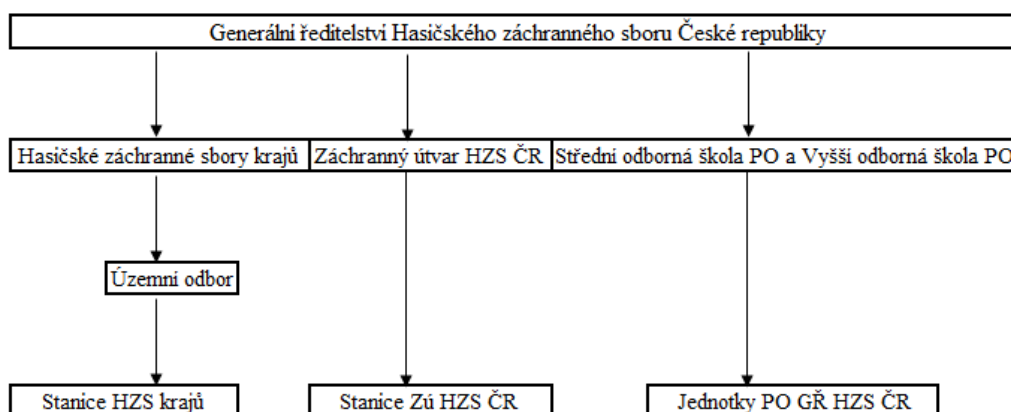 Generální ředitelství Hasičského záchranného sboru České republiky
Hasičské záchranné sbory krajů
Záchranný útvar HZS ČR
Střední odborná škola PO a Vyšší odborná škola PO
Územní odbor
Stanice HZS krajů
Stanice Zú HZS ČR
Jednotky PO GŘ HZS ČR